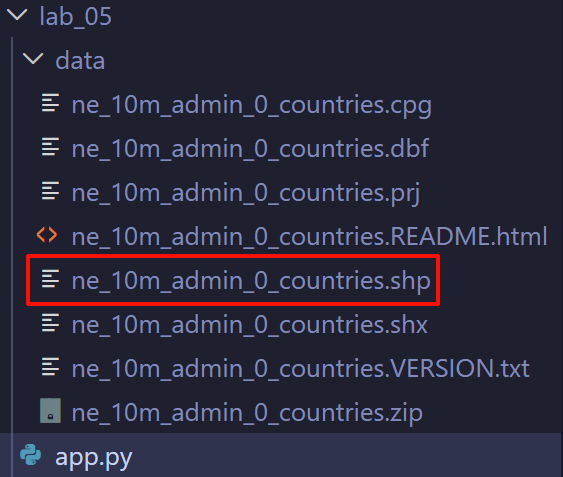 lab_05
data
ne_10m_admin_0_countries.cpg
ne_10m_admin_0_countries.dbf
ne_10m_admin_0_countries.prj
ne_10m_admin_0_countries.README.html
ne_10m_admin_0_countries.shp
ne_10m_admin_0_countries.shx
ne_10m_admin_0_countries.VERSION.txt
ne_10m_admin_0_countries.zip
app.py